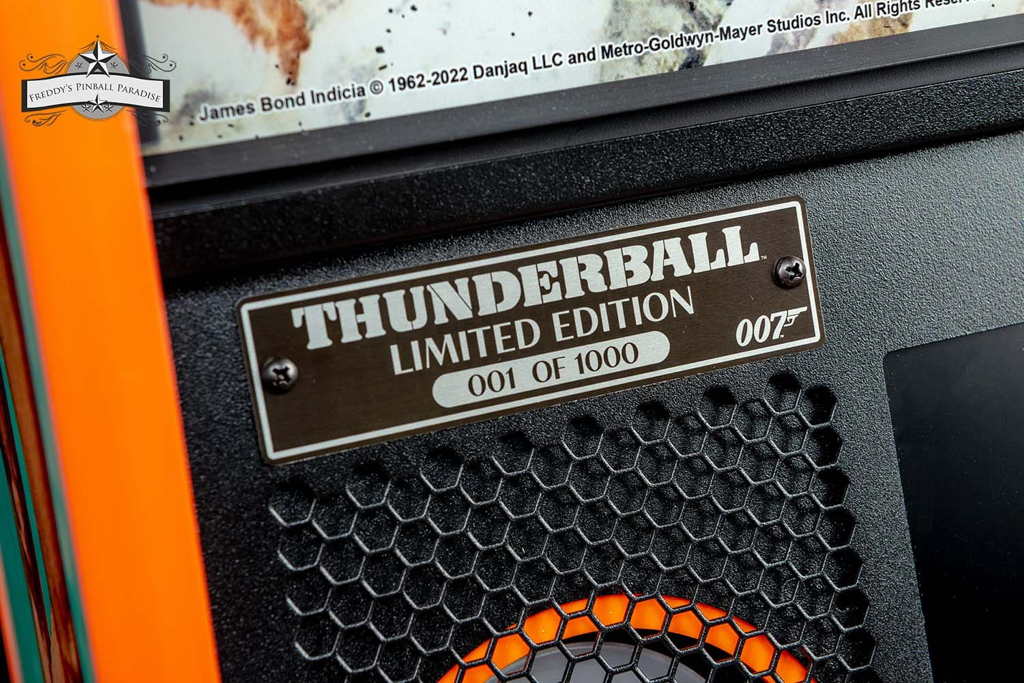 FREDDY'S PINBALL PARADISE
James Bond Indicia © 1962-2022 Danjaq LLC and Metro-Goldwyn-Mayer Studios Inc. All Rights
THUNDERBALL™
LIMITED EDITION
001 OF 1000
007